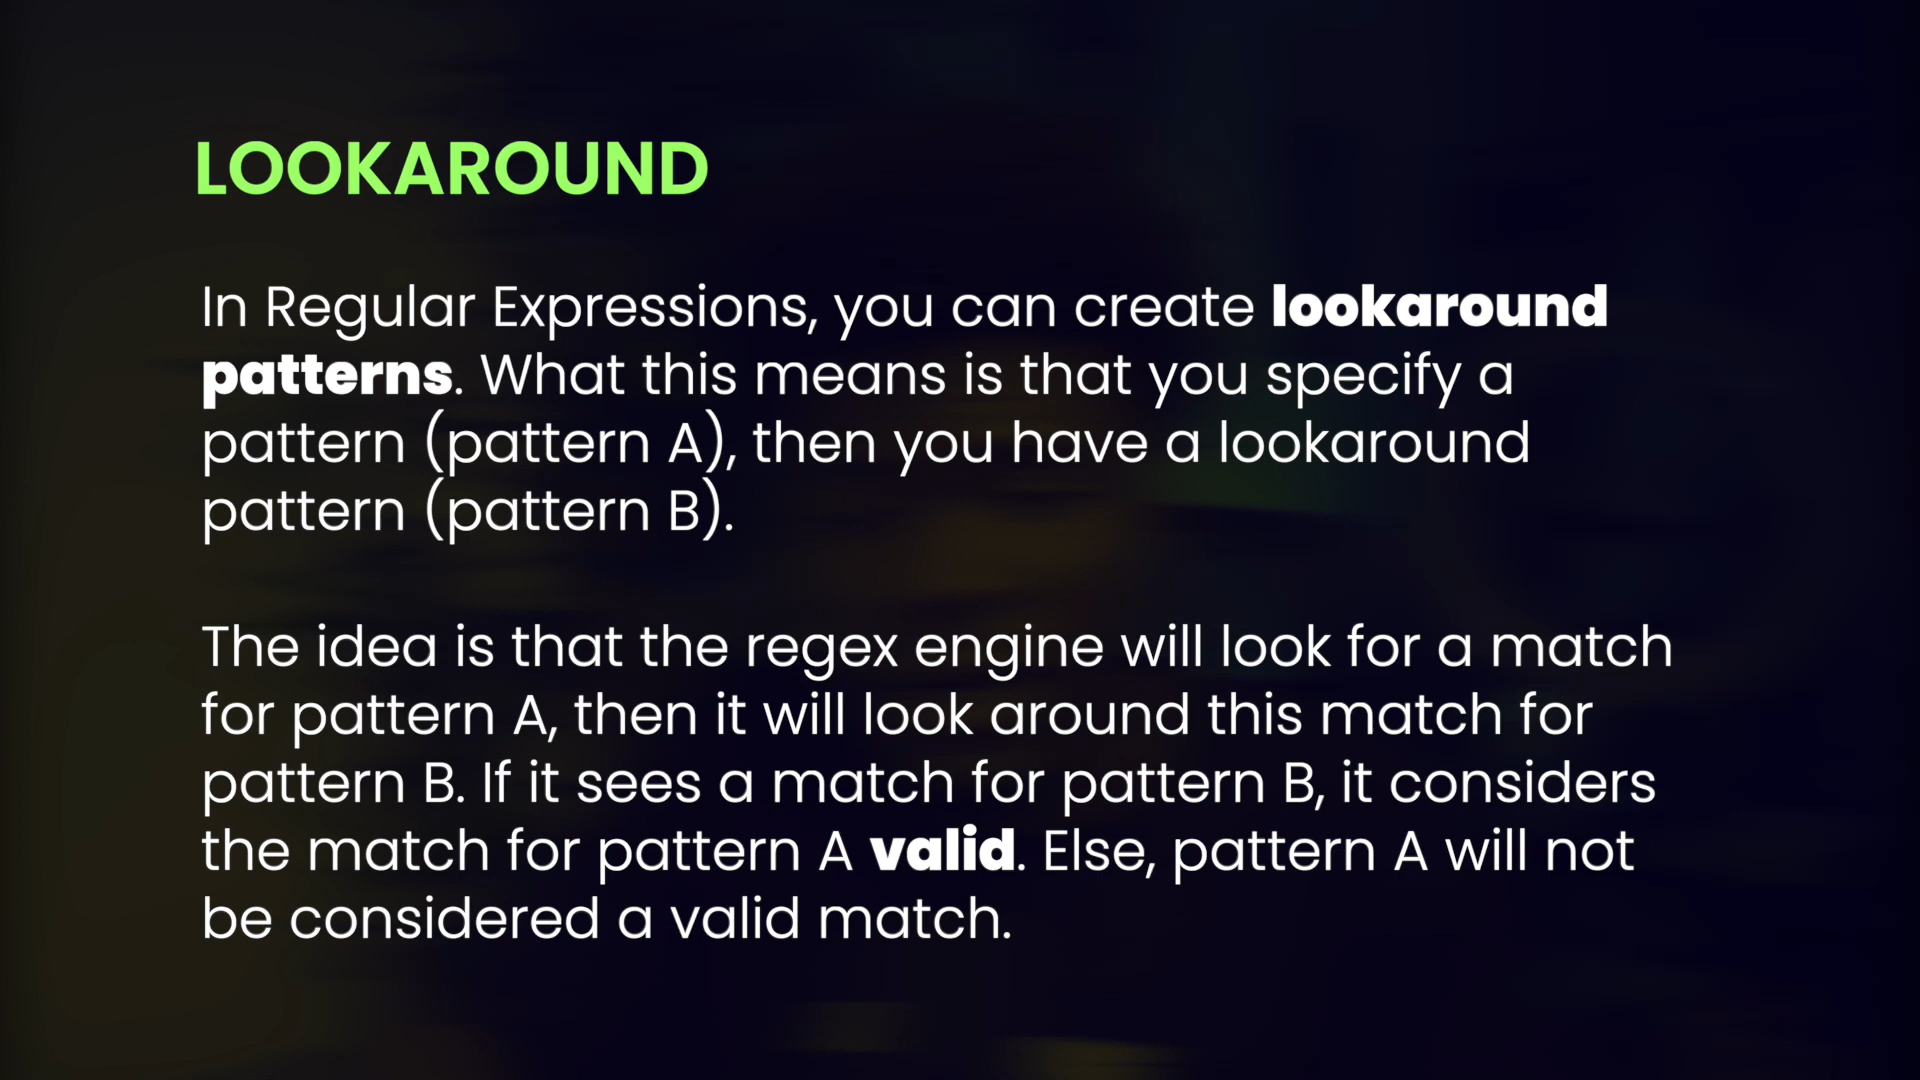 LOOKAROUND
In Regular Expressions, you can create lookaround
patterns. What this means is that you specify a
pattern (pattern A), then you have a lookaround
pattern (pattern B).
The idea is that the regex engine will look for a match
for pattern A, then it will look around this match for
pattern B. If it sees a match for pattern B, it considers
the match for pattern A valid. Else, pattern A will not
be considered a valid match.